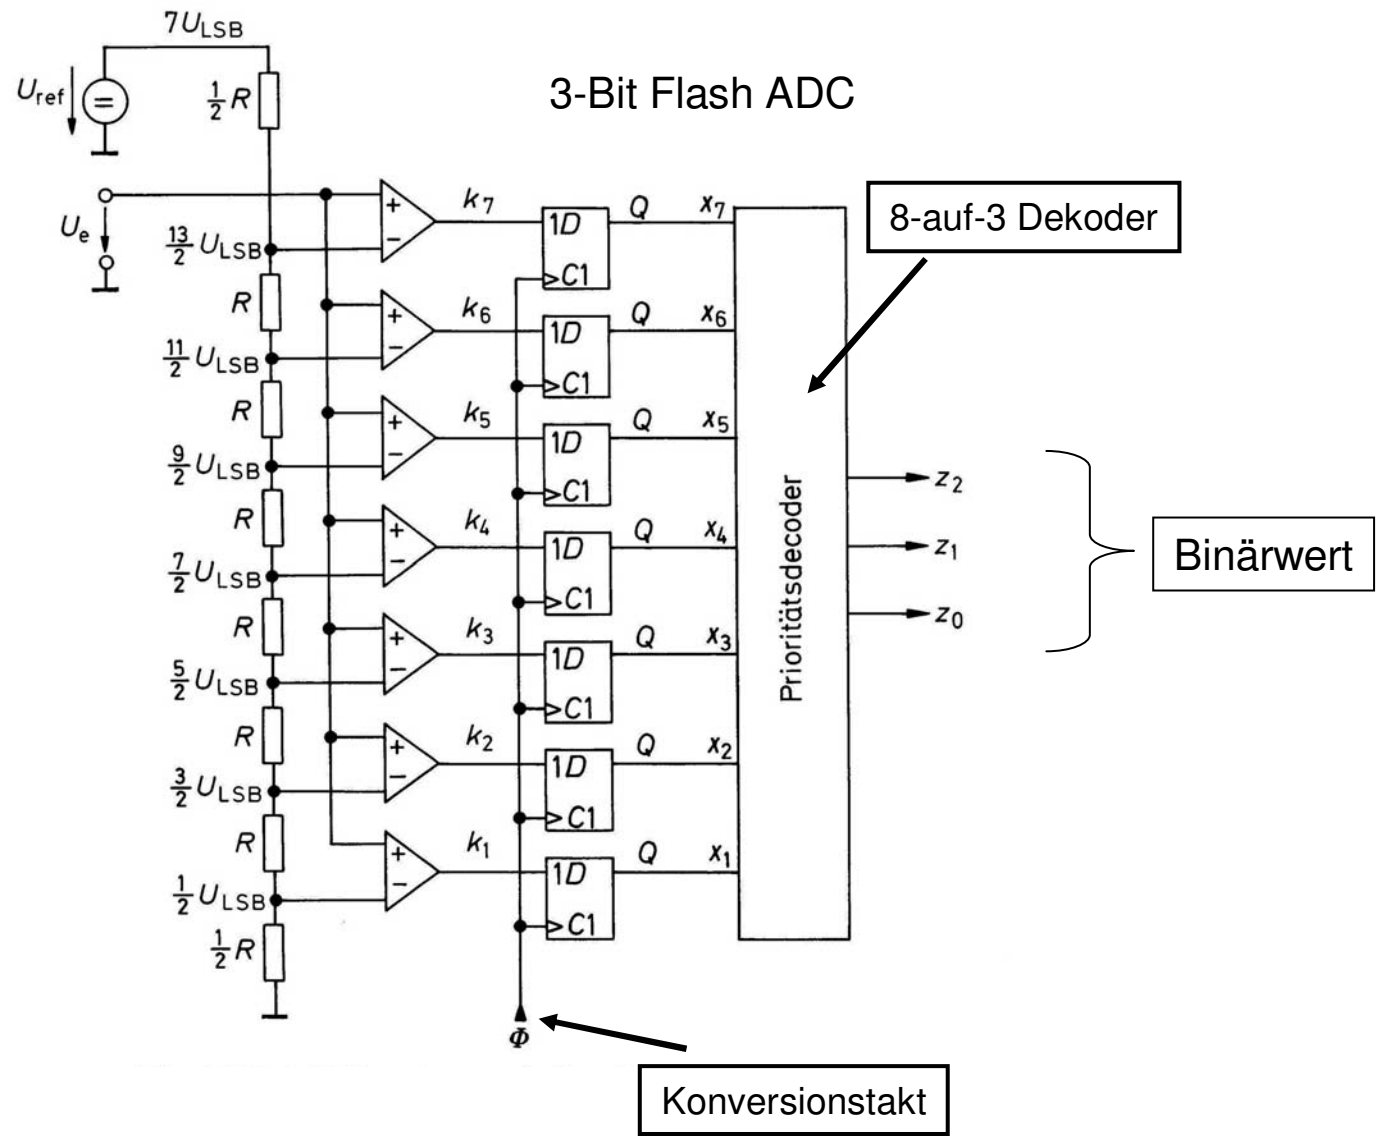 7U_LSB
U_ref
=
½R
3-Bit Flash ADC
U_e
+
−
k₇
1D
C1
Q
x₇
8-auf-3 Dekoder
13/2 U_LSB
R
+
−
k₆
1D
C1
Q
x₆
11/2 U_LSB
R
+
−
k₅
1D
C1
Q
x₅
9/2 U_LSB
R
+
−
k₄
1D
C1
Q
x₄
7/2 U_LSB
R
+
−
k₃
1D
C1
Q
x₃
5/2 U_LSB
R
+
−
k₂
1D
C1
Q
x₂
3/2 U_LSB
R
+
−
k₁
1D
C1
Q
x₁
1/2 U_LSB
½R
Prioritätsdecoder
z₂
z₁
z₀
Binärwert
Φ
Konversionstakt